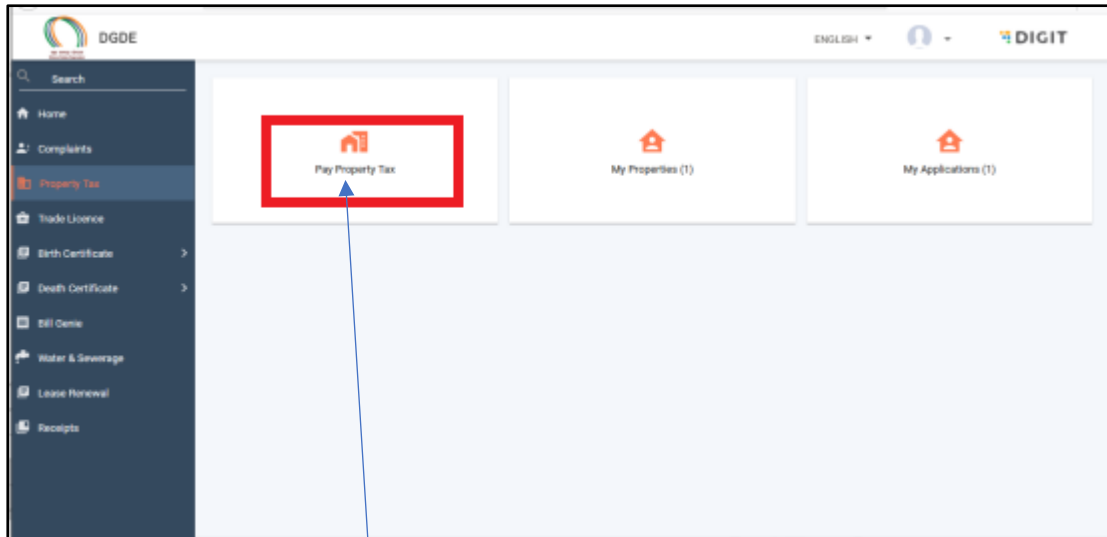 DGDE
ENGLISH
DIGIT
Search
Home
Complaints
Property Tax
Trade Licence
Birth Certificate
Death Certificate
Bill Genie
Water & Sewerage
Lease Renewal
Receipts
Pay Property Tax
My Properties (1)
My Applications (1)